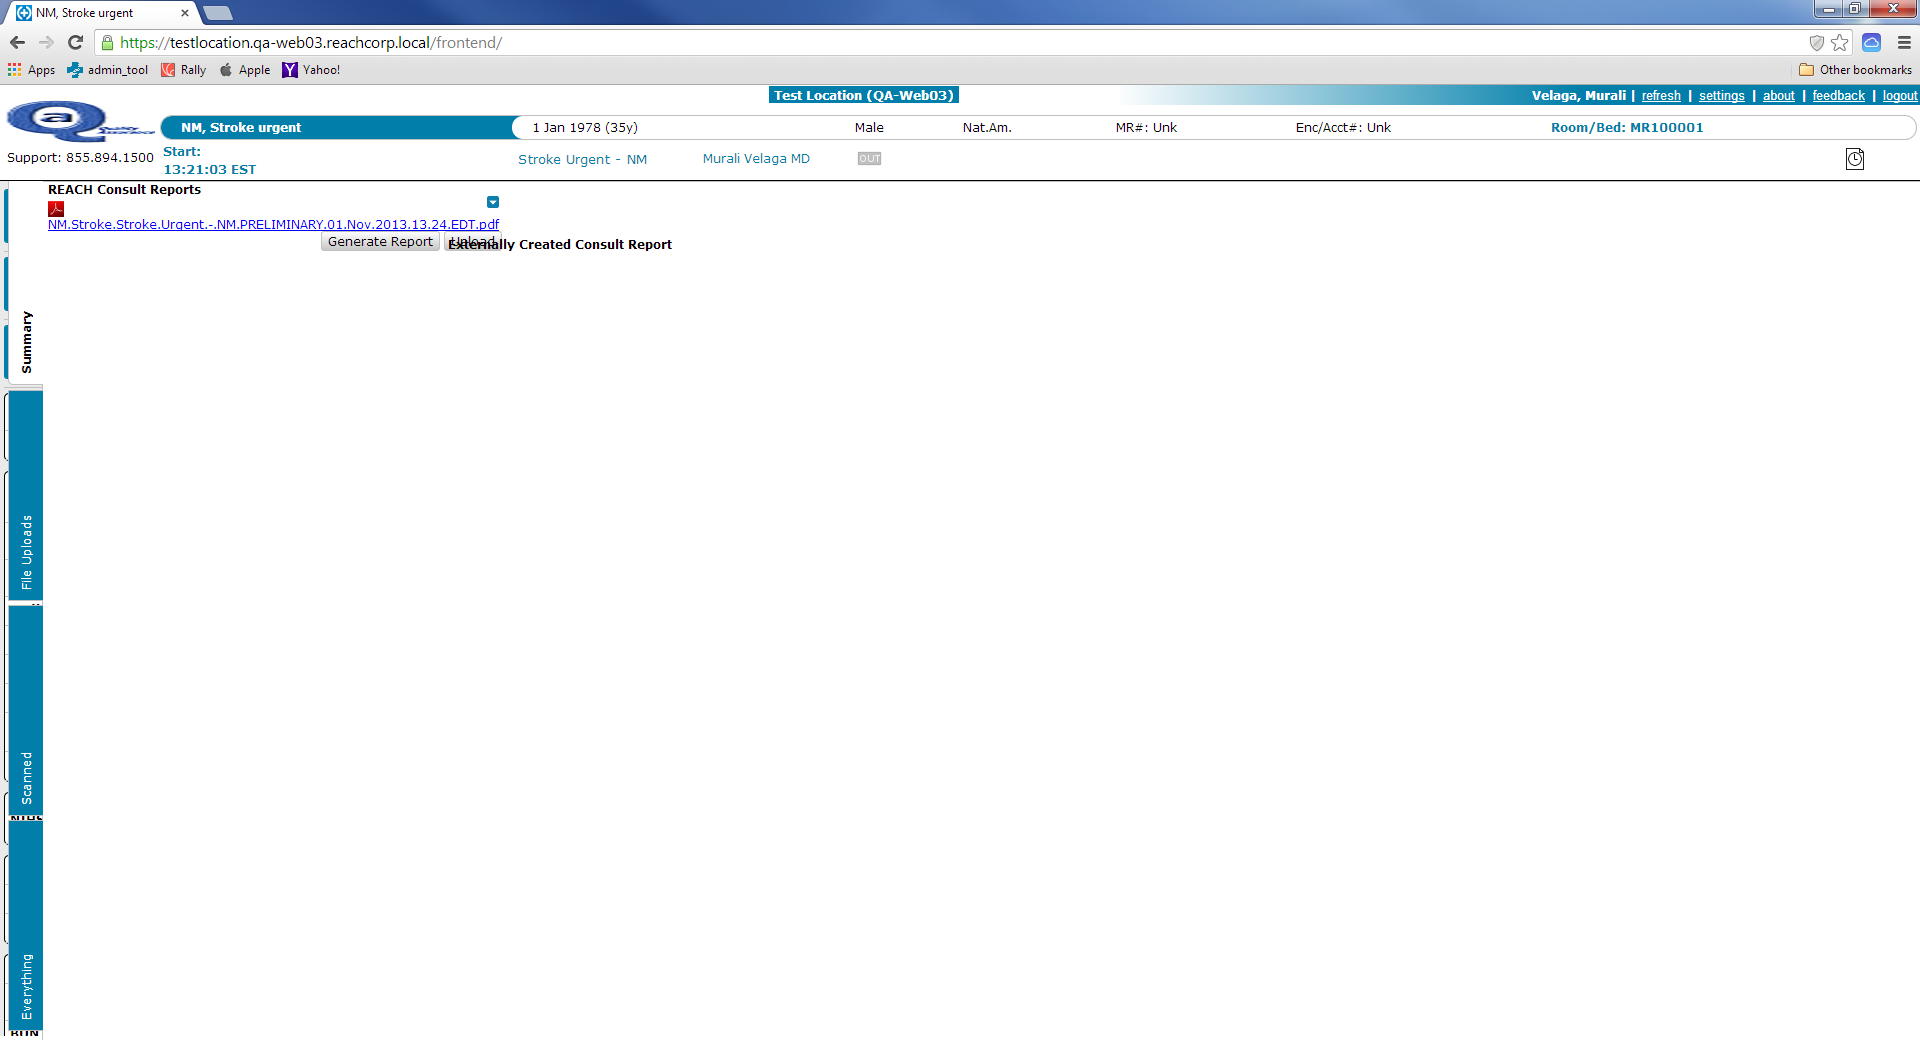 NM, Stroke urgent
https://testlocation.qa-web03.reachcorp.local/frontend/
Apps admin_tool Rally Apple Yahoo! Other bookmarks
Test Location (QA-Web03) Velaga, Murali | refresh | settings | about | feedback | logout
Quality Assurance
NM, Stroke urgent 1 Jan 1978 (35y) Male Nat.Am. MR#: Unk Enc/Acct#: Unk Room/Bed: MR100001
Support: 855.894.1500
Start:
13:21:03 EST
Stroke Urgent - NM Murali Velaga MD OUT
REACH Consult Reports
NM.Stroke.Stroke.Urgent.-.NM.PRELIMINARY.01.Nov.2013.13.24.EDT.pdf
Generate Report Upload
Externally Created Consult Report
Summary
File Uploads
Scanned
Everything